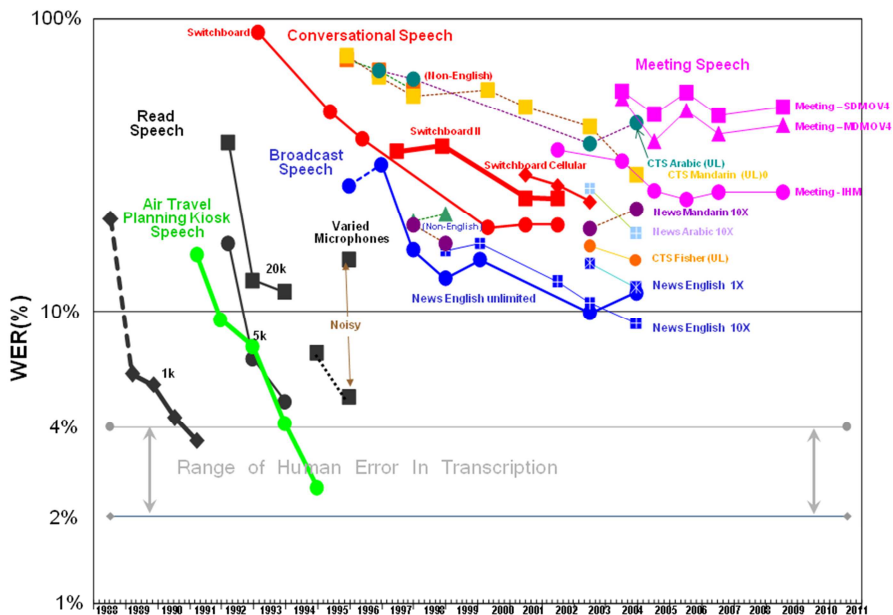 100%
Switchboard
Conversational Speech
(Non-English)
Meeting Speech
Meeting – SDM OV4
Meeting – MDM OV4
Read
Speech
Switchboard II
Broadcast
Speech
Switchboard Cellular
CTS Arabic (UL)
CTS Mandarin (UL)0
Meeting - IHM
Air Travel
Planning Kiosk
Speech
Varied
Microphones
(Non-English)
News Mandarin 10X
News Arabic 10X
20k
CTS Fisher (UL)
News English unlimited
News English 1X
10%
Noisy
News English 10X
5k
1k
WER(%)
4%
Range of Human Error In Transcription
2%
1%
1988 1989 1990 1991 1992 1993 1994 1995 1996 1997 1998 1999 2000 2001 2002 2003 2004 2005 2006 2007 2008 2009 2010 2011